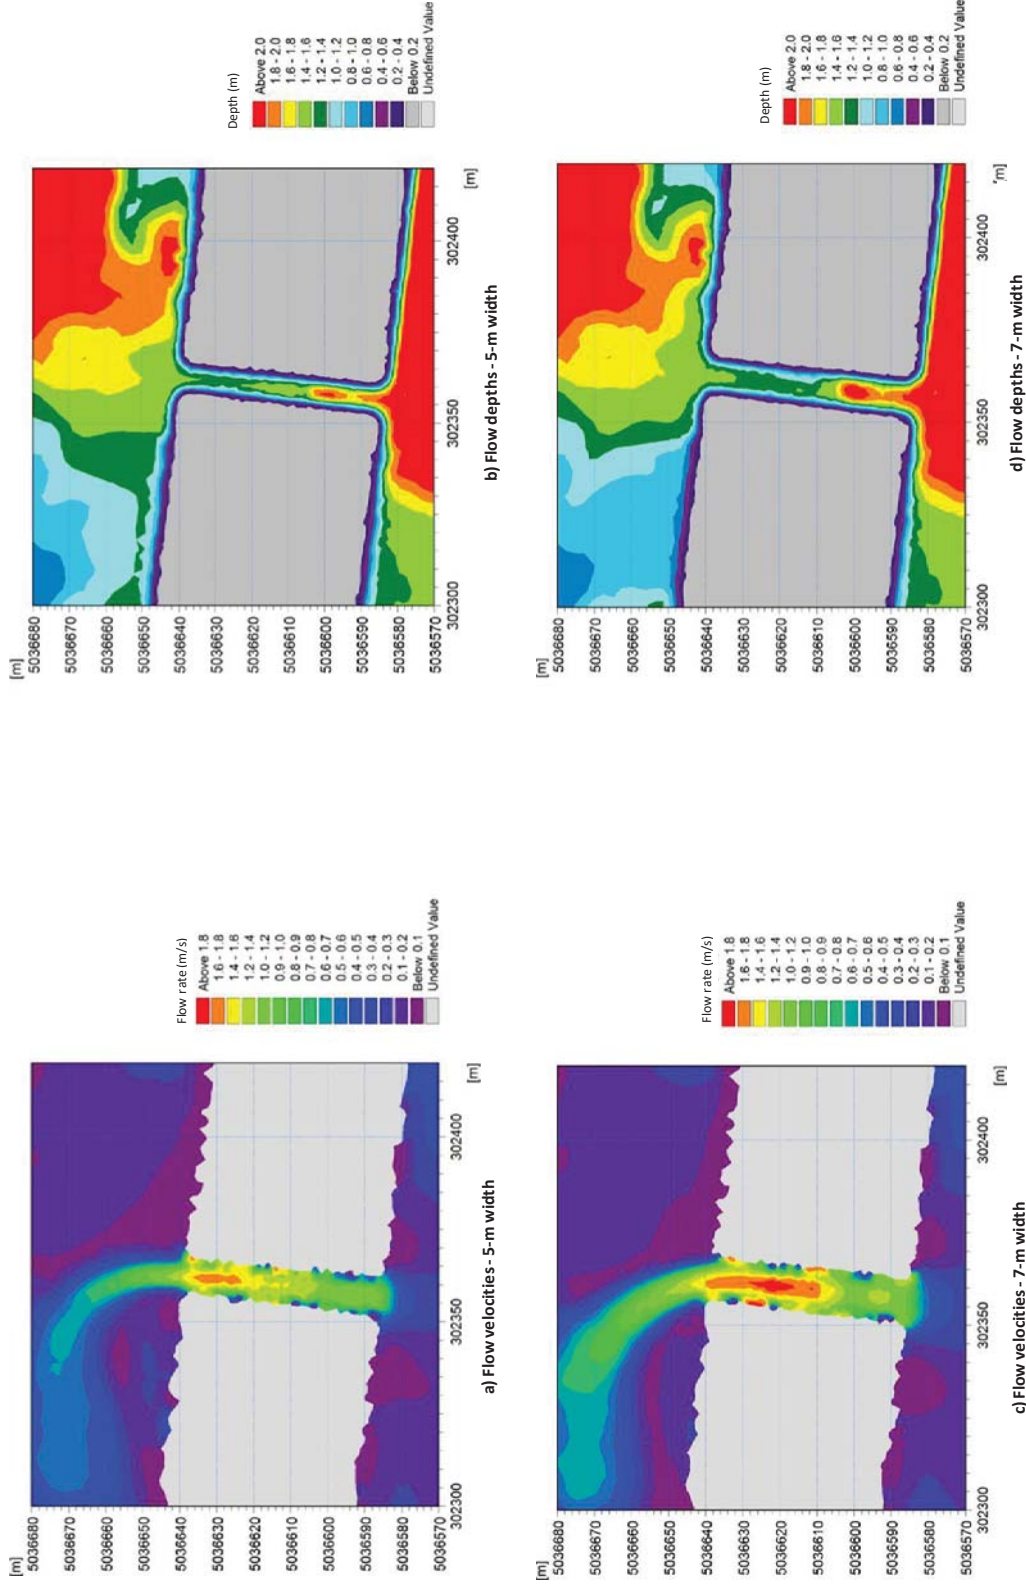 [m]
5036680
5036670
5036660
5036650
5036640
5036630
5036620
5036610
5036600
5036590
5036580
5036570
302300
302350
302400
[m]
Flow rate (m/s)
Above 1.8
1.6 - 1.8
1.4 - 1.6
1.2 - 1.4
1.0 - 1.2
0.9 - 1.0
0.8 - 0.9
0.7 - 0.8
0.6 - 0.7
0.5 - 0.6
0.4 - 0.5
0.3 - 0.4
0.2 - 0.3
0.1 - 0.2
Below 0.1
Undefined Value
a) Flow velocities - 5-m width
[m]
5036680
5036670
5036660
5036650
5036640
5036630
5036620
5036610
5036600
5036590
5036580
5036570
302300
302350
302400
[m]
Depth (m)
Above 2.0
1.8 - 2.0
1.6 - 1.8
1.4 - 1.6
1.2 - 1.4
1.0 - 1.2
0.8 - 1.0
0.6 - 0.8
0.4 - 0.6
0.2 - 0.4
Below 0.2
Undefined Value
b) Flow depths - 5-m width
[m]
5036680
5036670
5036660
5036650
5036640
5036630
5036620
5036610
5036600
5036590
5036580
5036570
302300
302350
302400
[m]
Flow rate (m/s)
Above 1.8
1.6 - 1.8
1.4 - 1.6
1.2 - 1.4
1.0 - 1.2
0.9 - 1.0
0.8 - 0.9
0.7 - 0.8
0.6 - 0.7
0.5 - 0.6
0.4 - 0.5
0.3 - 0.4
0.2 - 0.3
0.1 - 0.2
Below 0.1
Undefined Value
c) Flow velocities - 7-m width
[m]
5036680
5036670
5036660
5036650
5036640
5036630
5036620
5036610
5036600
5036590
5036580
5036570
302300
302350
302400
m]
Depth (m)
Above 2.0
1.8 - 2.0
1.6 - 1.8
1.4 - 1.6
1.2 - 1.4
1.0 - 1.2
0.8 - 1.0
0.6 - 0.8
0.4 - 0.6
0.2 - 0.4
Below 0.2
Undefined Value
d) Flow depths - 7-m width